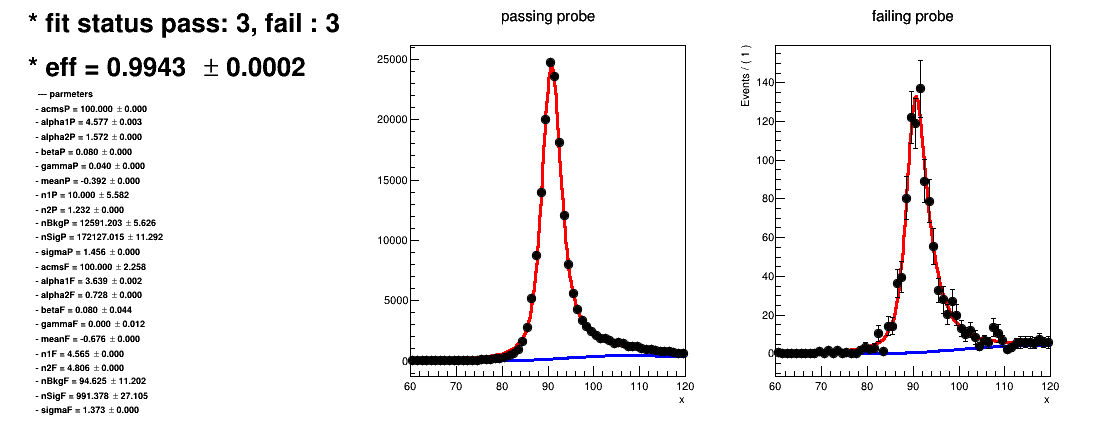 * fit status pass: 3, fail : 3
* eff = 0.9943 ± 0.0002
--- parmeters
- acmsP = 100.000 ± 0.000
- alpha1P = 4.577 ± 0.003
- alpha2P = 1.572 ± 0.000
- betaP = 0.080 ± 0.000
- gammaP = 0.040 ± 0.000
- meanP = -0.392 ± 0.000
- n1P = 10.000 ± 5.582
- n2P = 1.232 ± 0.000
- nBkgP = 12591.203 ± 5.626
- nSigP = 172127.015 ± 11.292
- sigmaP = 1.456 ± 0.000
- acmsF = 100.000 ± 2.258
- alpha1F = 3.639 ± 0.002
- alpha2F = 0.728 ± 0.000
- betaF = 0.080 ± 0.044
- gammaF = 0.000 ± 0.012
- meanF = -0.676 ± 0.000
- n1F = 4.565 ± 0.000
- n2F = 4.806 ± 0.000
- nBkgF = 94.625 ± 11.202
- nSigF = 991.378 ± 27.105
- sigmaF = 1.373 ± 0.000
passing probe
25000
20000
15000
10000
5000
0
60 70 80 90 100 110 120
x
failing probe
Events / ( 1 )
140
120
100
80
60
40
20
0
60 70 80 90 100 110 120
x